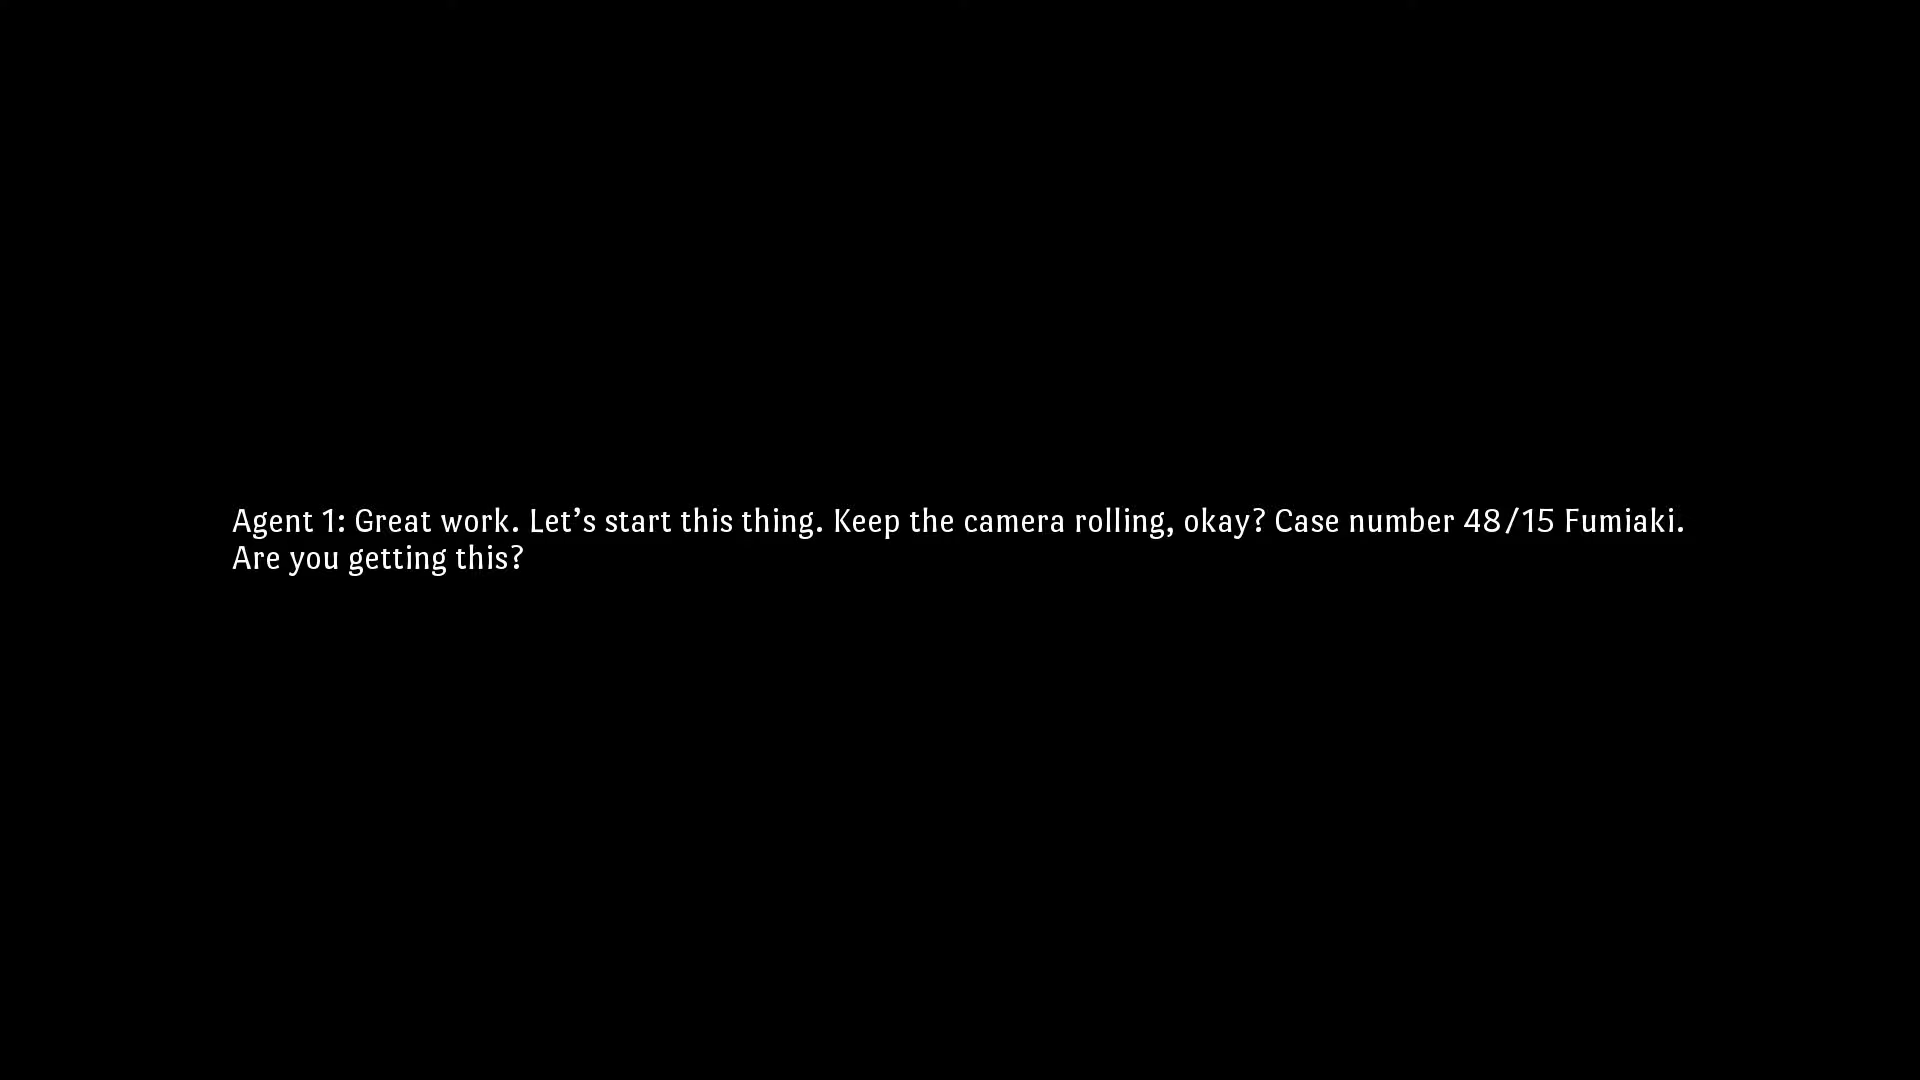 Agent 1: Great work. Let’s start this thing. Keep the camera rolling, okay? Case number 48/15 Fumiaki.
Are you getting this?